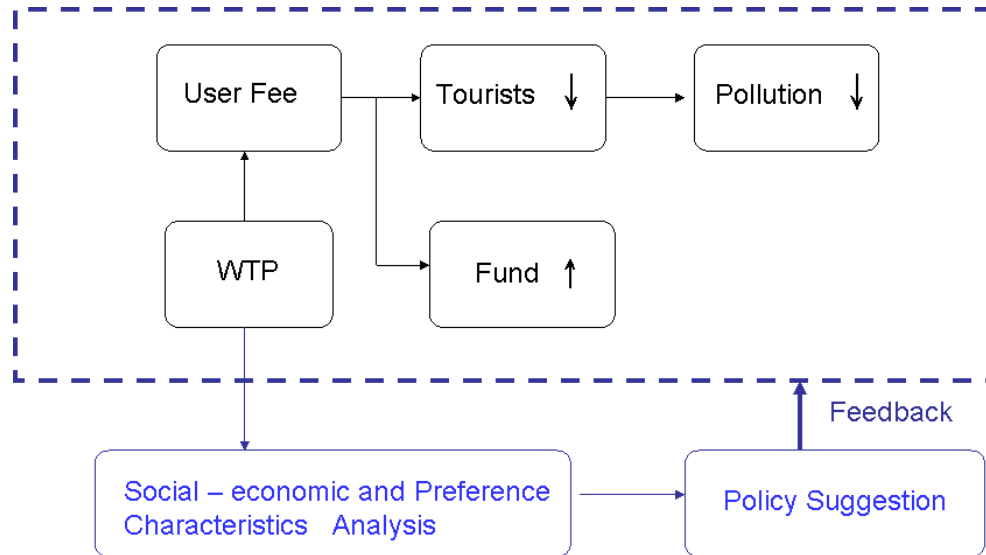 User Fee
Tourists ↓
Pollution ↓
WTP
Fund ↑
Feedback
Social – economic and Preference
Characteristics Analysis
Policy Suggestion